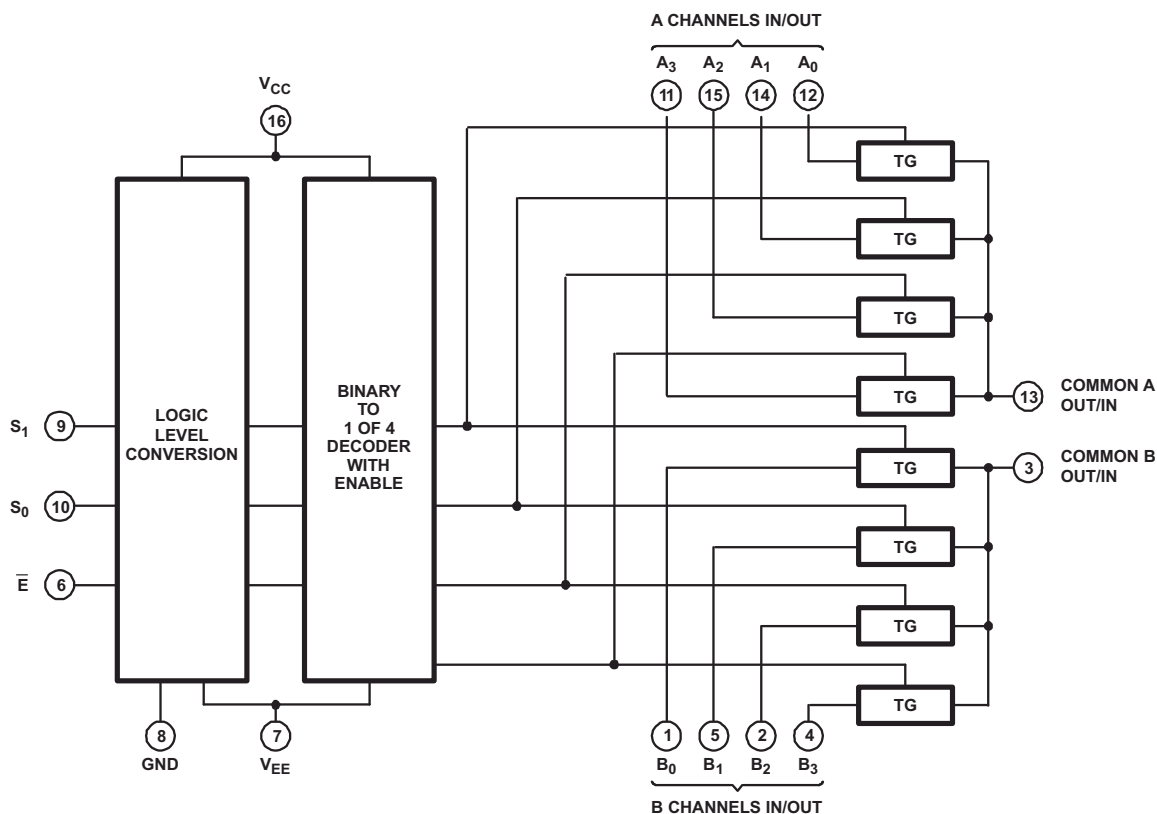 A CHANNELS IN/OUT
A3 A2 A1 A0
11 15 14 12
VCC
16
TG
TG
TG
TG
13 COMMON A
OUT/IN
S1 9
S0 10
E̅ 6
LOGIC
LEVEL
CONVERSION
BINARY
TO
1 OF 4
DECODER
WITH
ENABLE
TG
3 COMMON B
OUT/IN
TG
TG
TG
8
GND
7
VEE
1 5 2 4
B0 B1 B2 B3
B CHANNELS IN/OUT